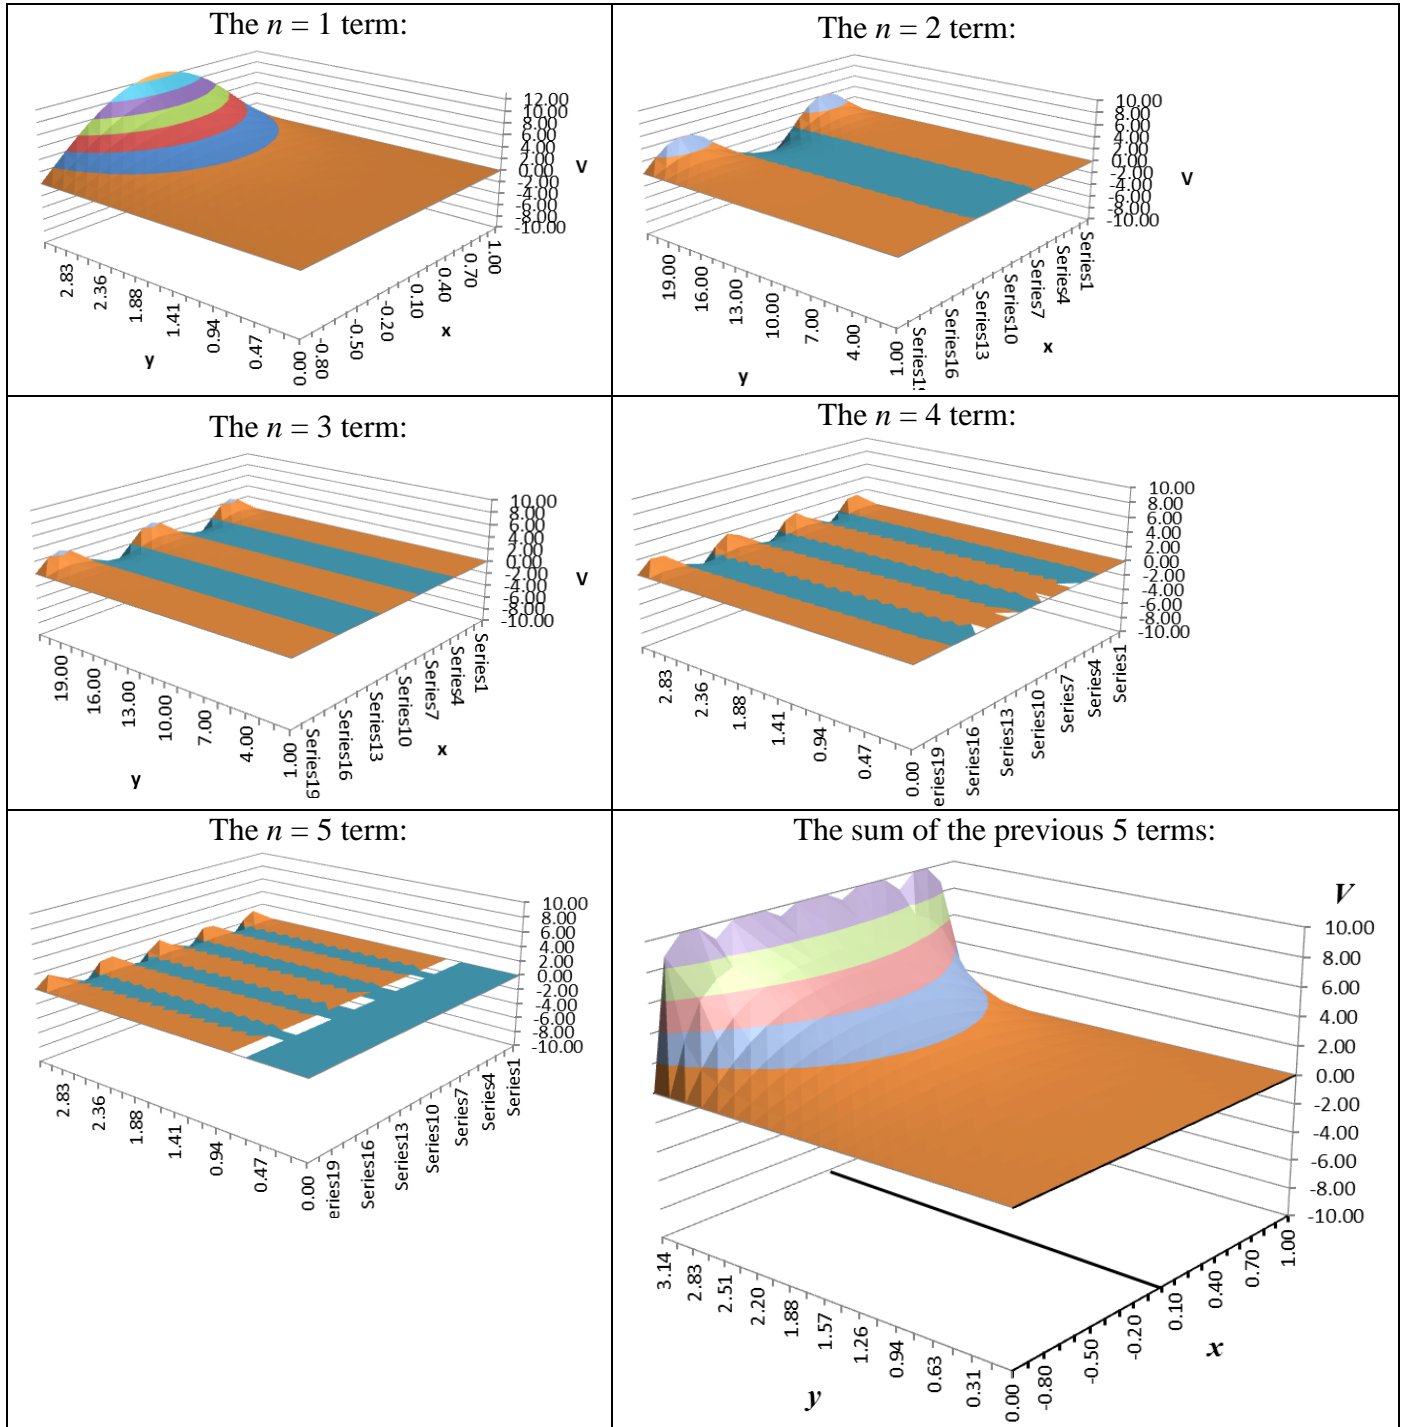 The n = 1 term:
12.00
10.00
8.00
6.00
4.00
2.00
0.00
-2.00
-4.00
-6.00
-8.00
-10.00
V
2.83
2.36
1.88
1.41
0.94
0.47
0.00
y
-0.80
-0.50
-0.20
0.10
0.40
0.70
1.00
x
The n = 2 term:
10.00
8.00
6.00
4.00
2.00
0.00
-2.00
-4.00
-6.00
-8.00
-10.00
V
19.00
16.00
13.00
10.00
7.00
4.00
1.00
y
Series16
Series13
Series10
Series7
Series4
Series1
x
The n = 3 term:
10.00
8.00
6.00
4.00
2.00
0.00
-2.00
-4.00
-6.00
-8.00
-10.00
V
19.00
16.00
13.00
10.00
7.00
4.00
1.00
y
Series19
Series16
Series13
Series10
Series7
Series4
Series1
x
The n = 4 term:
10.00
8.00
6.00
4.00
2.00
0.00
-2.00
-4.00
-6.00
-8.00
-10.00
2.83
2.36
1.88
1.41
0.94
0.47
0.00
eries19
Series16
Series13
Series10
Series7
Series4
Series1
The n = 5 term:
10.00
8.00
6.00
4.00
2.00
0.00
-2.00
-4.00
-6.00
-8.00
-10.00
2.83
2.36
1.88
1.41
0.94
0.47
0.00
eries19
Series16
Series13
Series10
Series7
Series4
Series1
The sum of the previous 5 terms:
V
10.00
8.00
6.00
4.00
2.00
0.00
-2.00
-4.00
-6.00
-8.00
-10.00
3.14
2.83
2.51
2.20
1.88
1.57
1.26
0.94
0.63
0.31
0.00
y
-0.80
-0.50
-0.20
0.10
0.40
0.70
1.00
x